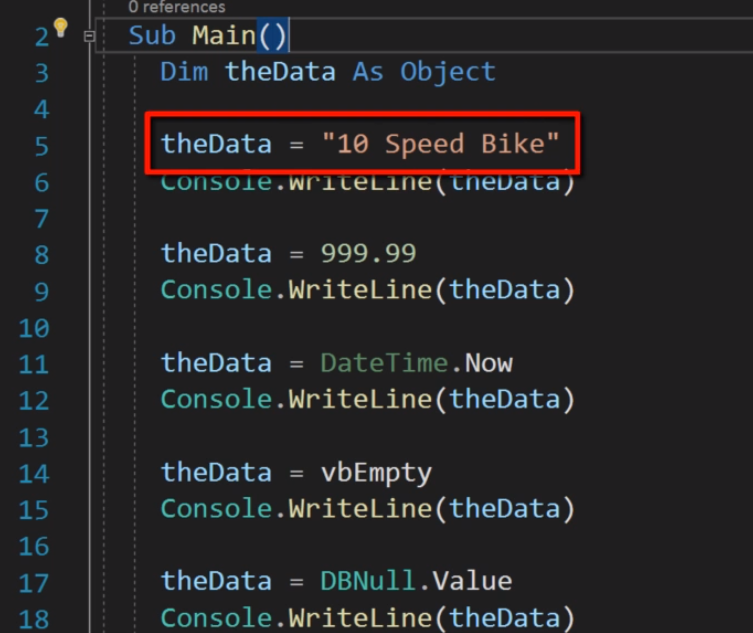 0 references
2 Sub Main()
3 Dim theData As Object
4
5 theData = "10 Speed Bike"
6 Console.WriteLine(theData)
7
8 theData = 999.99
9 Console.WriteLine(theData)
10
11 theData = DateTime.Now
12 Console.WriteLine(theData)
13
14 theData = vbEmpty
15 Console.WriteLine(theData)
16
17 theData = DBNull.Value
18 Console.WriteLine(theData)